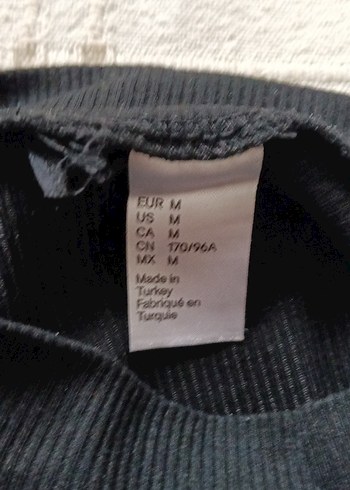 EUR M
US M
CA M
CN 170/96A
MX M
Made in
Turkey
Fabriqué en
Turquie